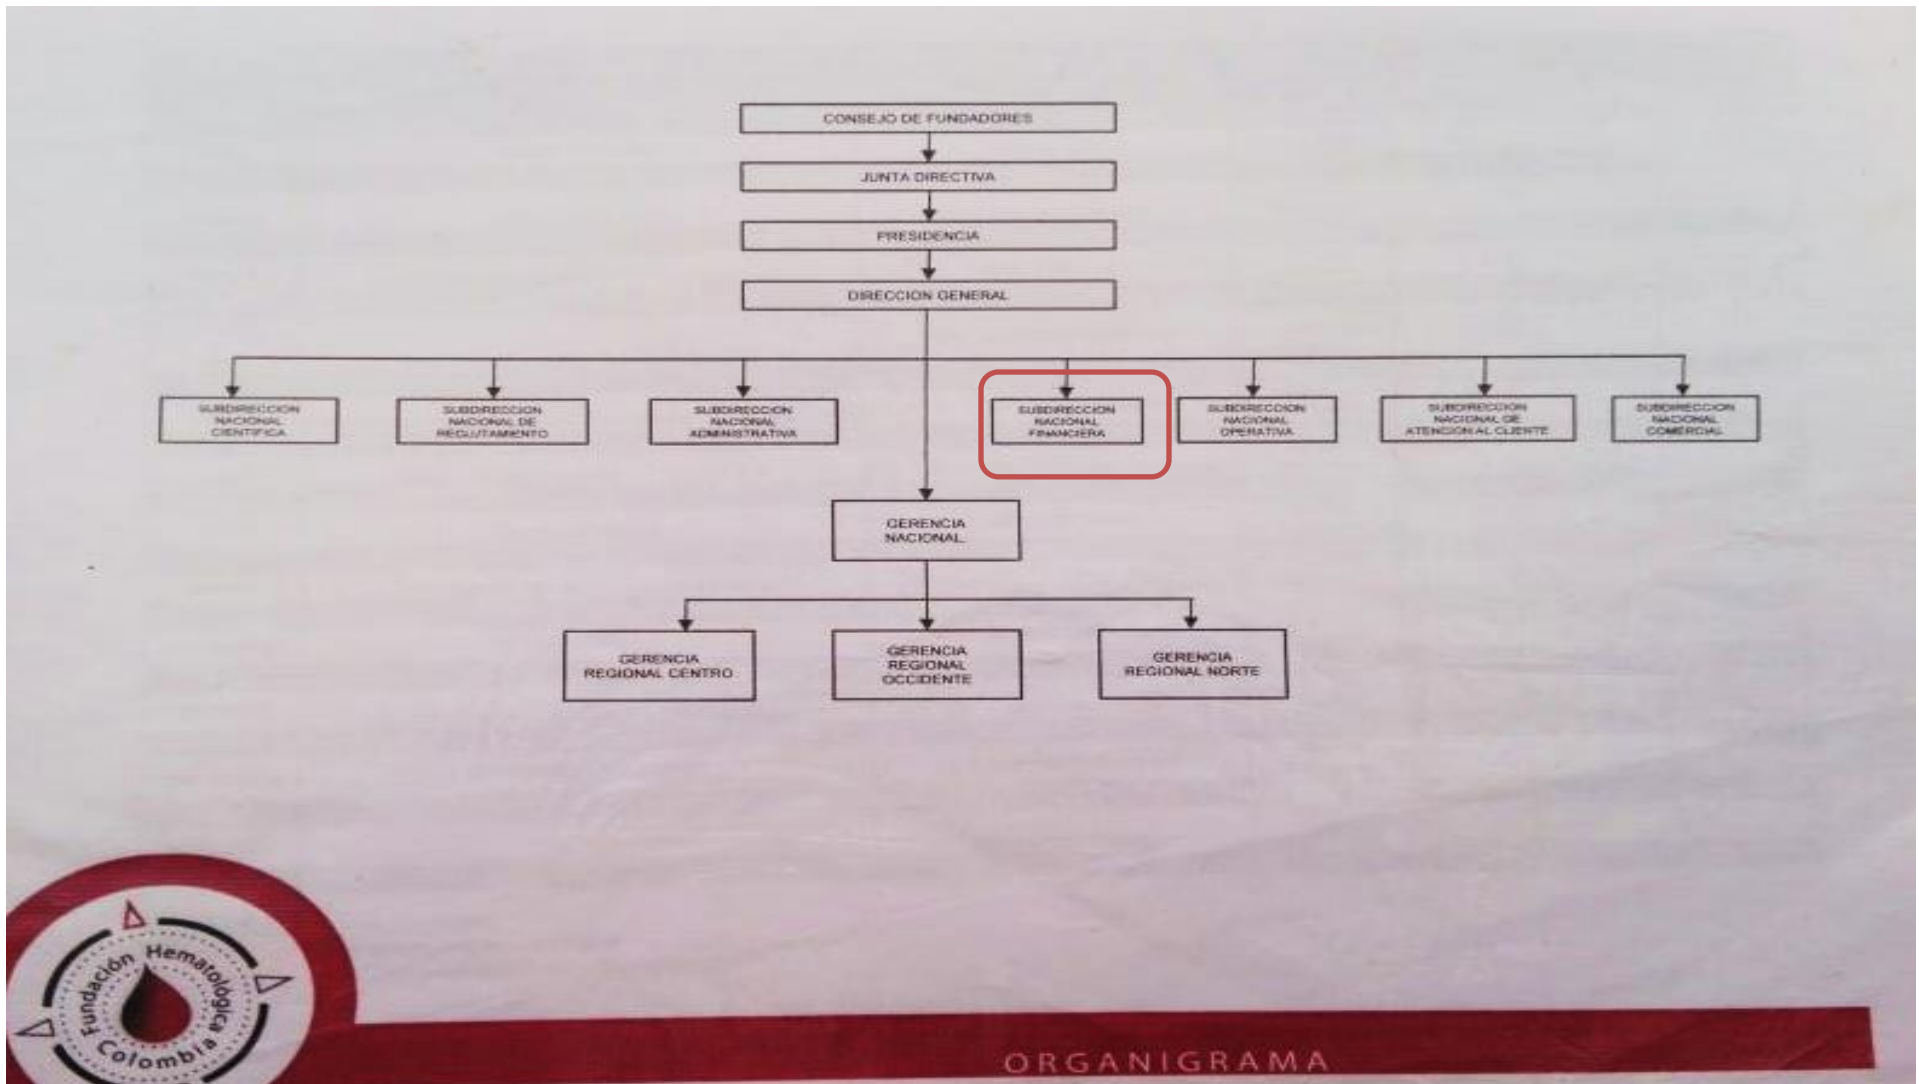 CONSEJO DE FUNDADORES
JUNTA DIRECTIVA
PRESIDENCIA
DIRECCION GENERAL
SUBDIRECCION
NACIONAL
CIENTIFICA
SUBDIRECCION
NACIONAL DE
RECLUTAMIENTO
SUBDIRECCION
NACIONAL
ADMINISTRATIVA
SUBDIRECCION
NACIONAL
FINANCIERA
SUBDIRECCION
NACIONAL
OPERATIVA
SUBDIRECCION
NACIONAL DE
ATENCION AL CLIENTE
SUBDIRECCION
NACIONAL
COMERCIAL
GERENCIA
NACIONAL
GERENCIA
REGIONAL CENTRO
GERENCIA
REGIONAL
OCCIDENTE
GERENCIA
REGIONAL NORTE
Fundación Hematológica
Colombia
ORGANIGRAMA